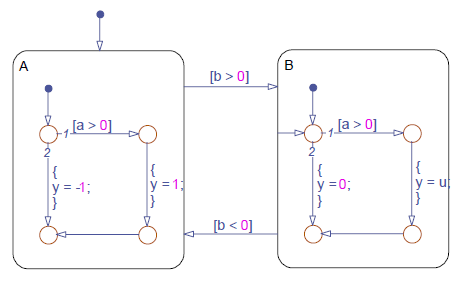 A
[b > 0]
B
1 [a > 0]
2
{
y = -1;
}
{
y = 1;
}
1 [a > 0]
2
{
y = 0;
}
{
y = u;
}
[b < 0]